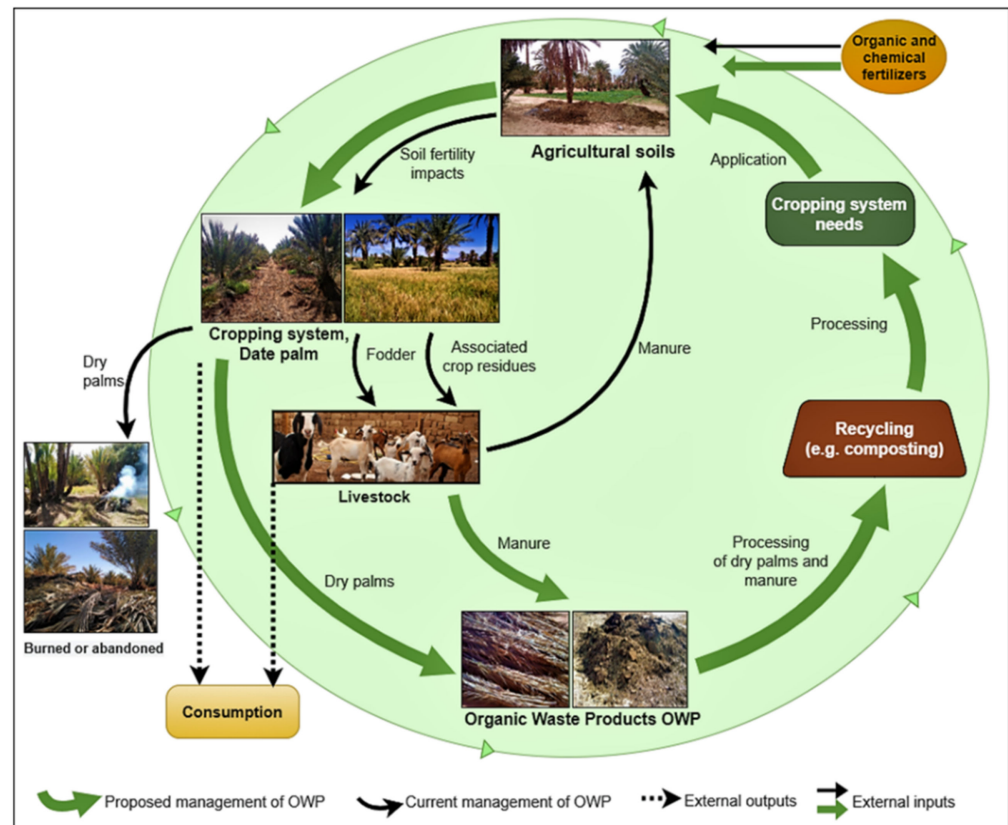 Organic and
chemical
fertilizers
Agricultural soils
Application
Soil fertility
impacts
Cropping system
needs
Cropping system,
Date palm
Fodder
Associated
crop residues
Manure
Processing
Dry
palms
Recycling
(e.g. composting)
Livestock
Manure
Processing
of dry palms and
manure
Dry palms
Burned or abandoned
Consumption
Organic Waste Products OWP
Proposed management of OWP
Current management of OWP
External outputs
External inputs